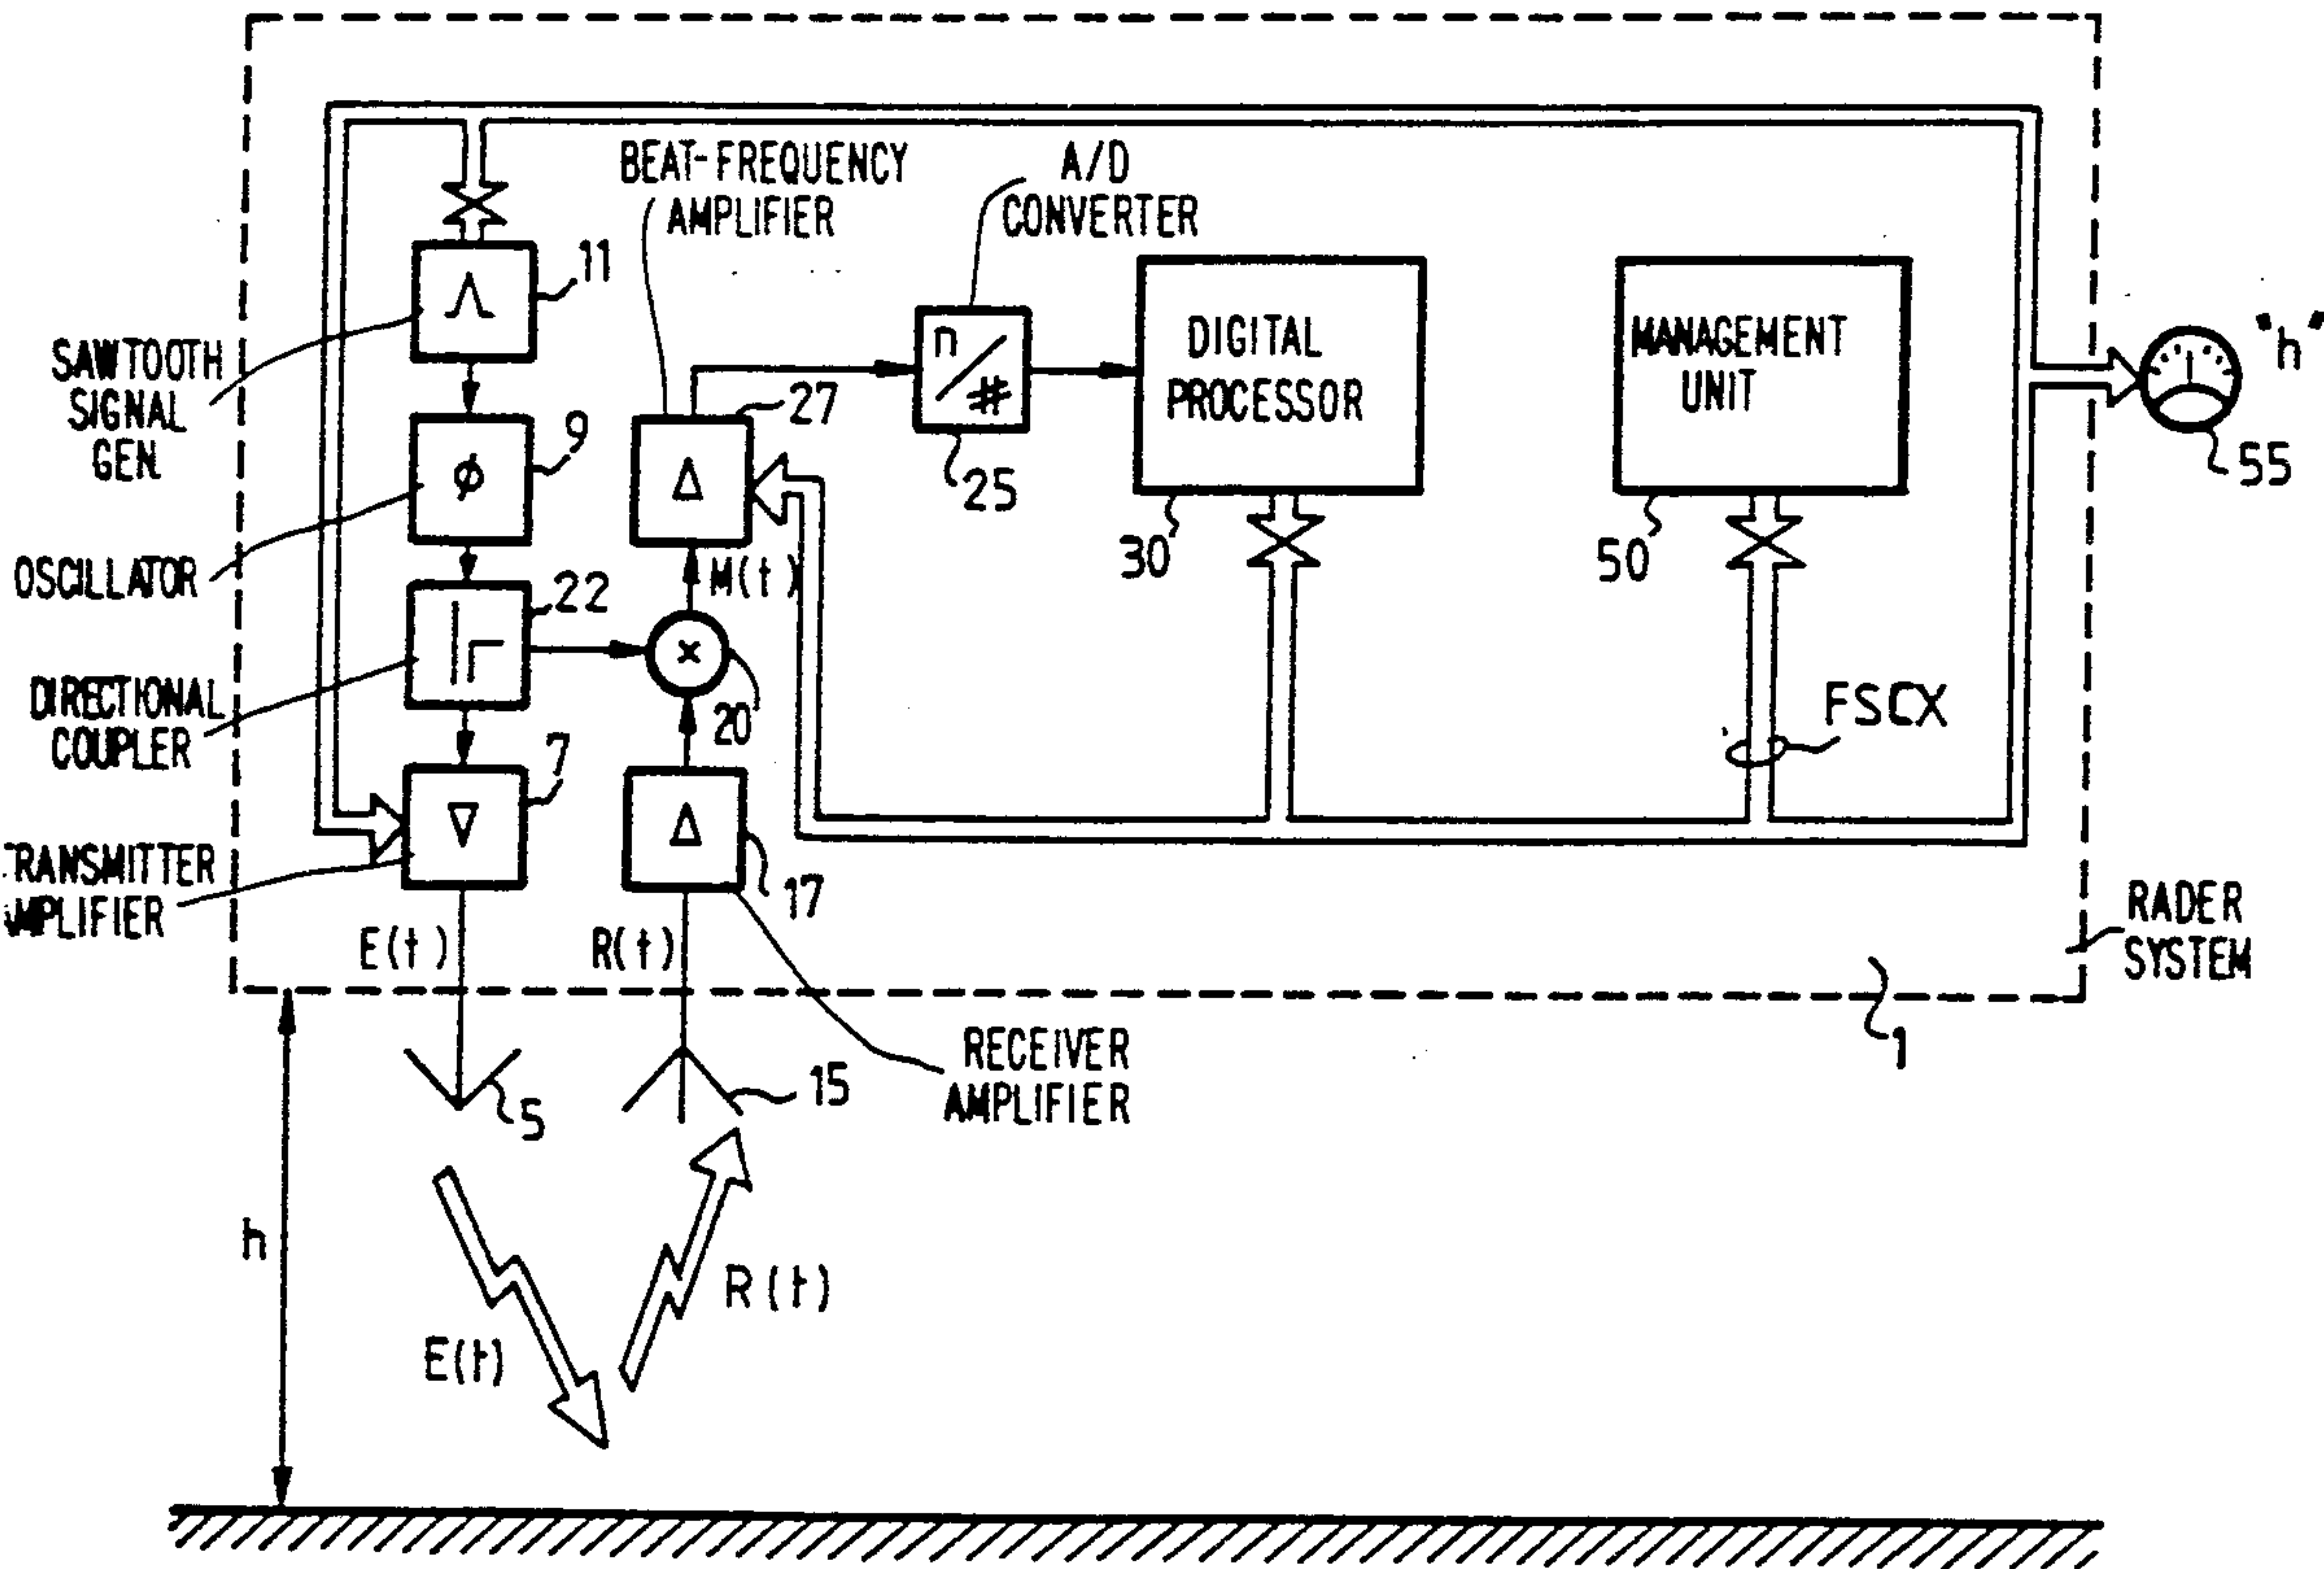 BEAT-FREQUENCY
AMPLIFIER
A/D
CONVERTER
11
SAWTOOTH
SIGNAL
GEN.
n
#
DIGITAL
PROCESSOR
MANAGEMENT
UNIT
"h"
27
9
ϕ
Δ
25
55
30
50
OSCILLATOR
M(t)
22
×
FSCX
DIRECTIONAL
COUPLER
20
7
∇
Δ
TRANSMITTER
AMPLIFIER
17
E(t)
R(t)
RADER
SYSTEM
1
RECEIVER
AMPLIFIER
5
15
h
R(t)
E(t)